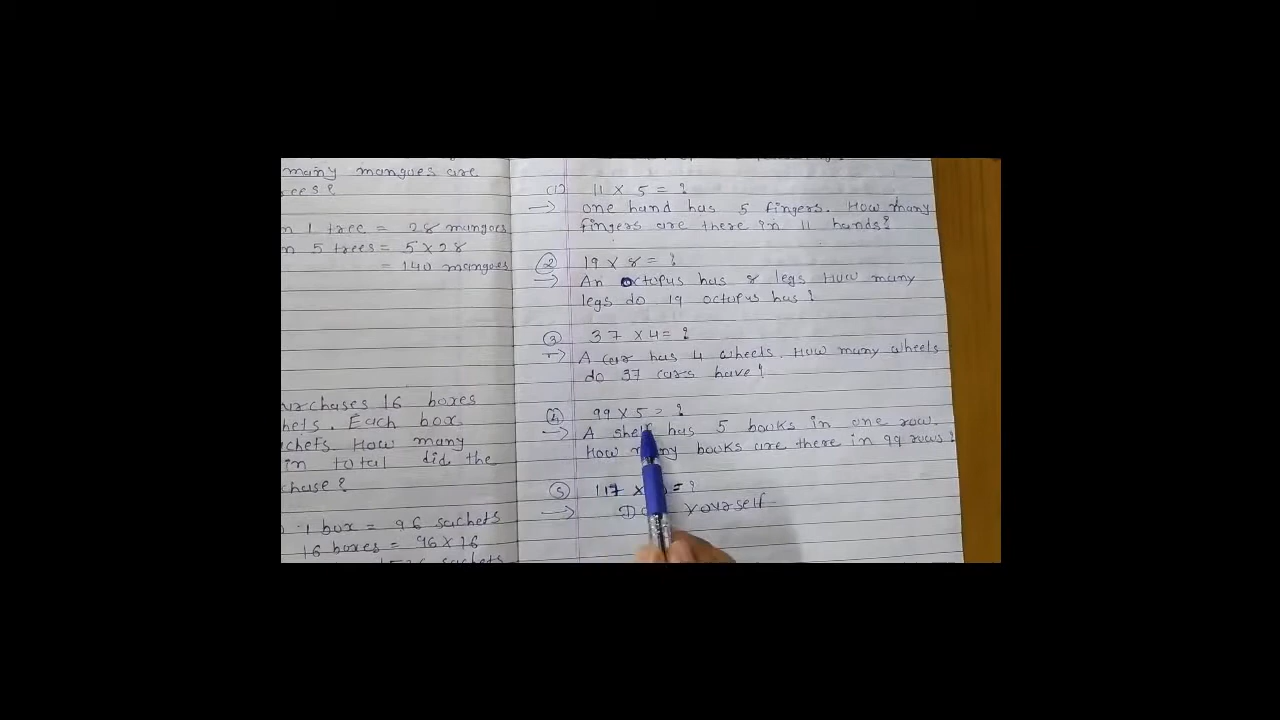 many mangoes are
rees?
n 1 tree = 28 mangoes
n 5 trees = 5 x 28
= 140 mangoes
urchases 16 boxes
hets. Each box
achets How many
in total did the
chase?
1 box = 96 sachets
16 boxes = 96 x 16
sachets
(1) 11 x 5 = ?
→ one hand has 5 fingers. How many
fingers are there in 11 hands?
② 19 x 8 = ?
→ An octopus has 8 legs How many
legs do 19 octopus has?
③ 37 x 4 = ?
→ A car has 4 wheels. How many wheels
do 37 cars have?
④ 99 x 5 = ?
→ A shelf has 5 books in one row.
How many books are there in 99 rows?
⑤ 117 x = ?
→ Do yourself